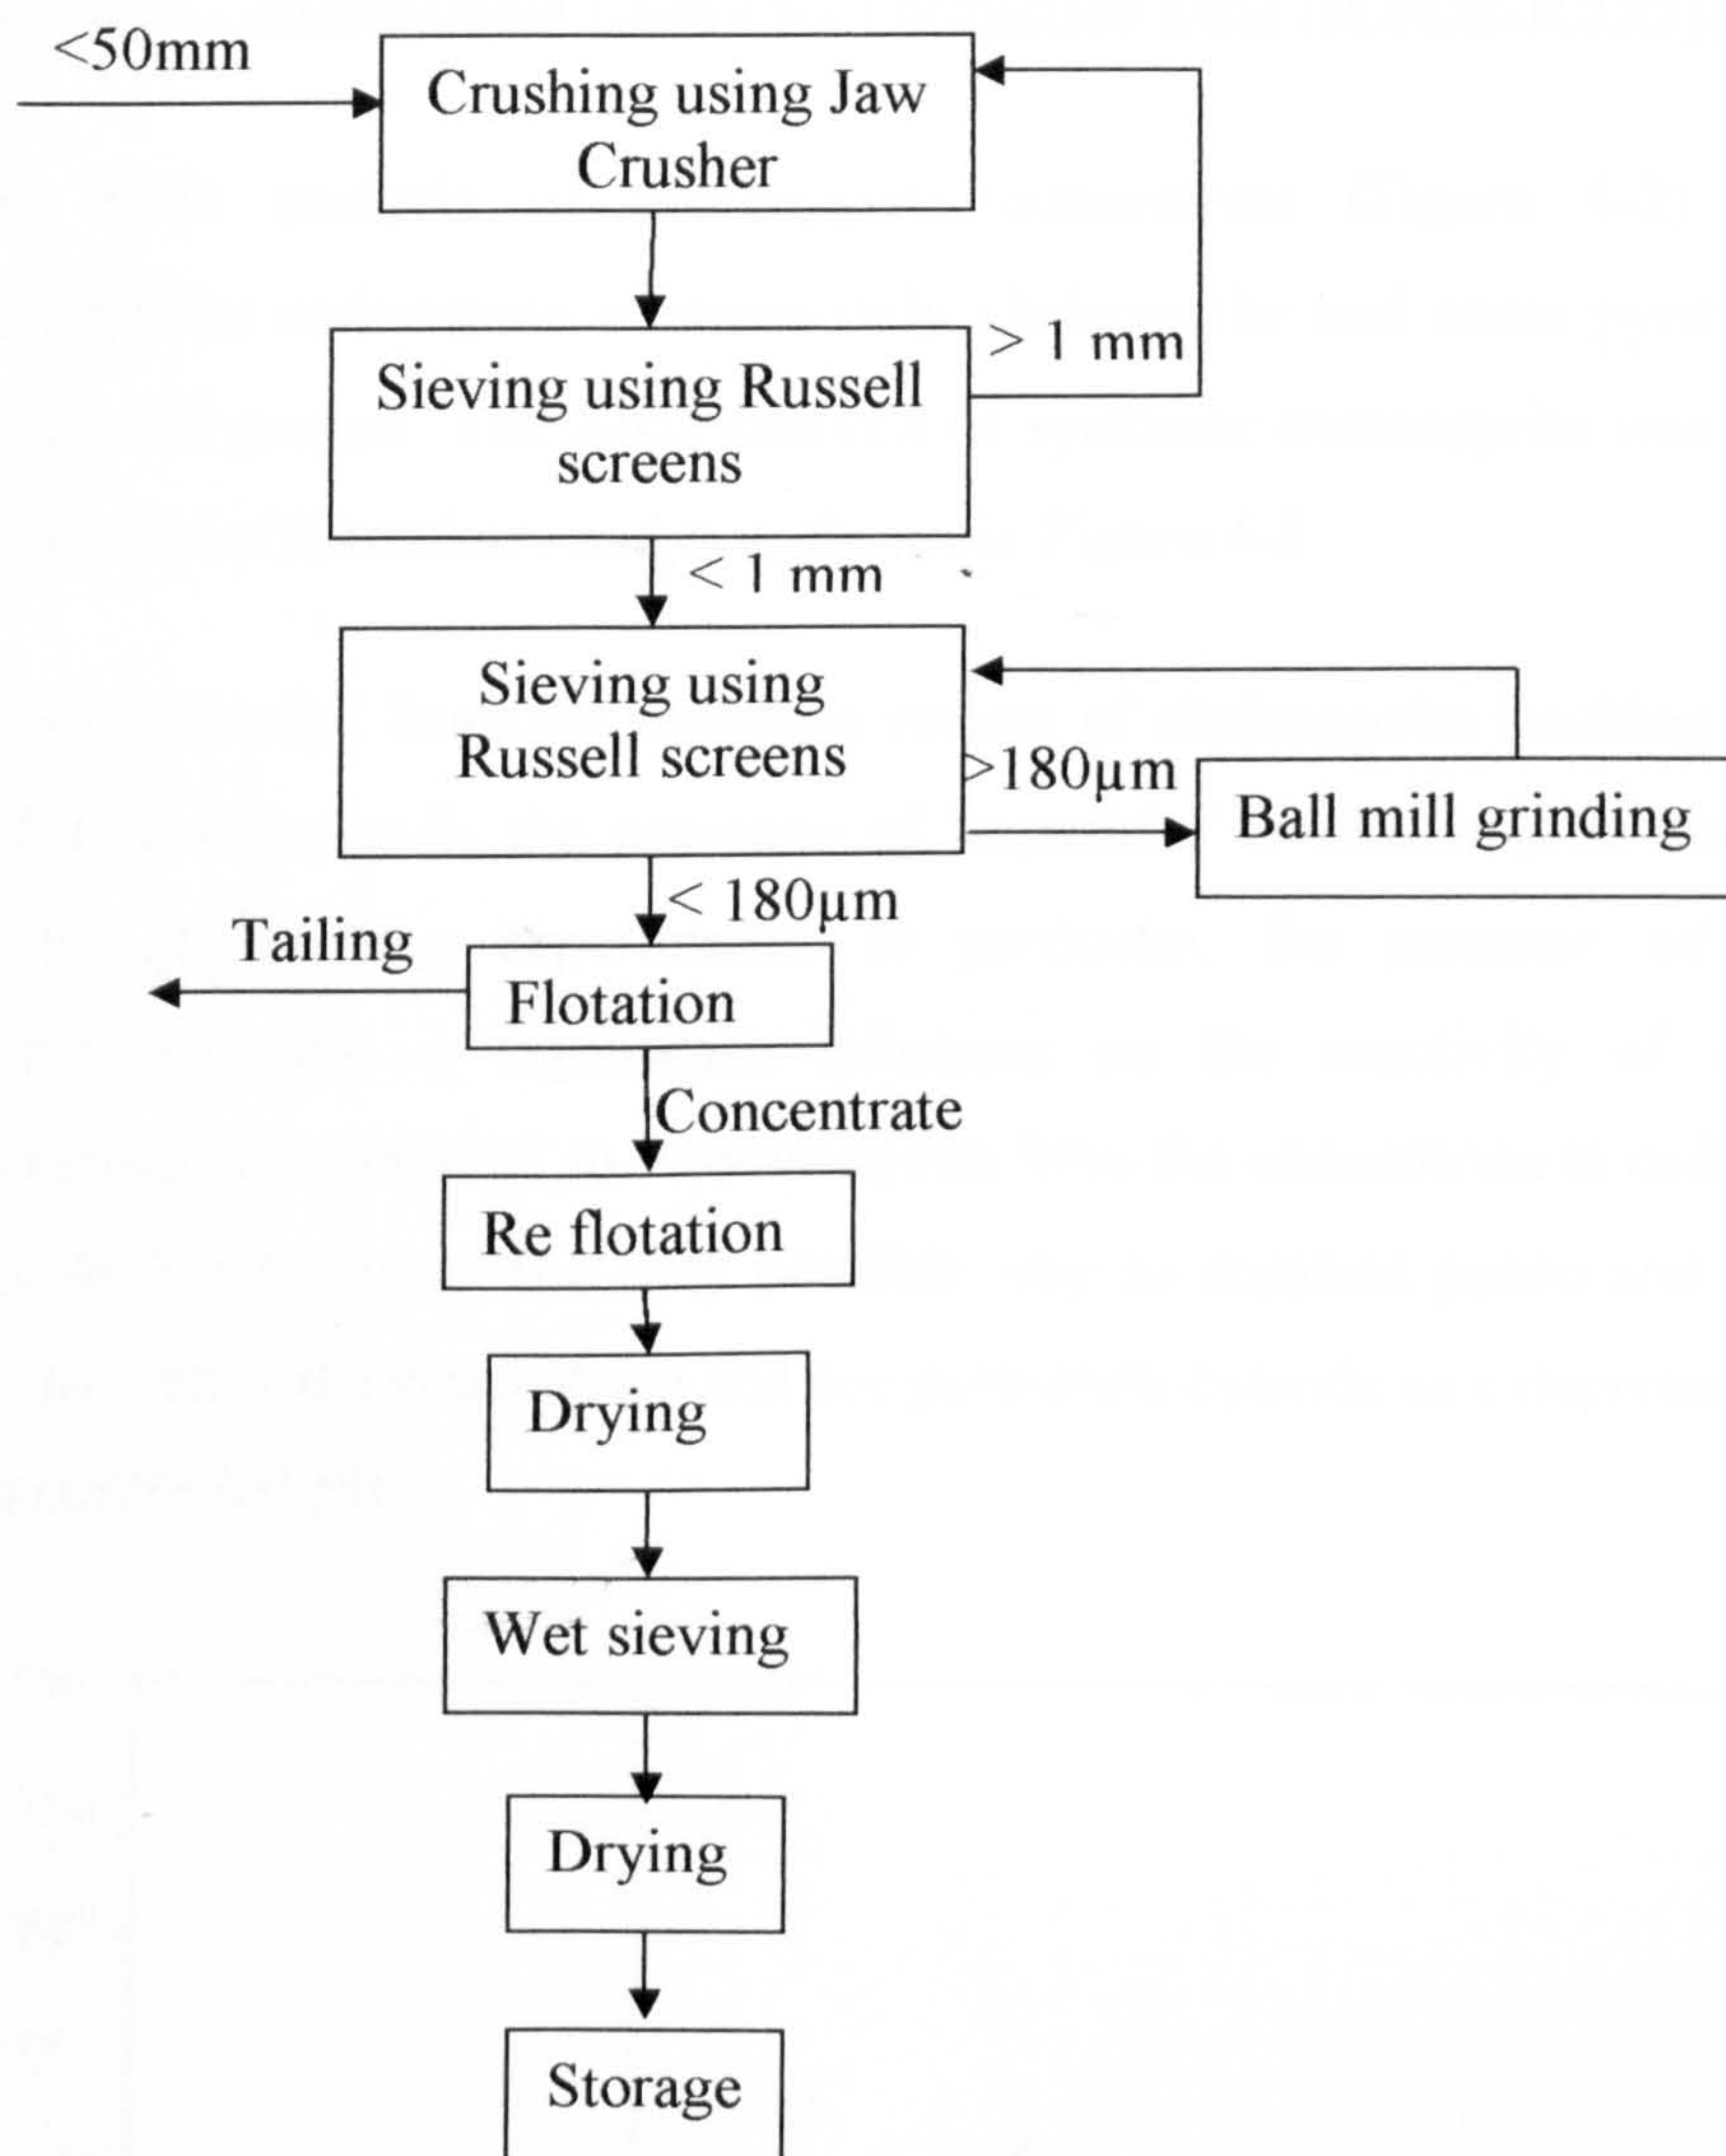 <50mm
Crushing using Jaw
Crusher
> 1 mm
Sieving using Russell
screens
< 1 mm
Sieving using
Russell screens
>180µm
Ball mill grinding
< 180µm
Tailing
Flotation
Concentrate
Re flotation
Drying
Wet sieving
Drying
Storage